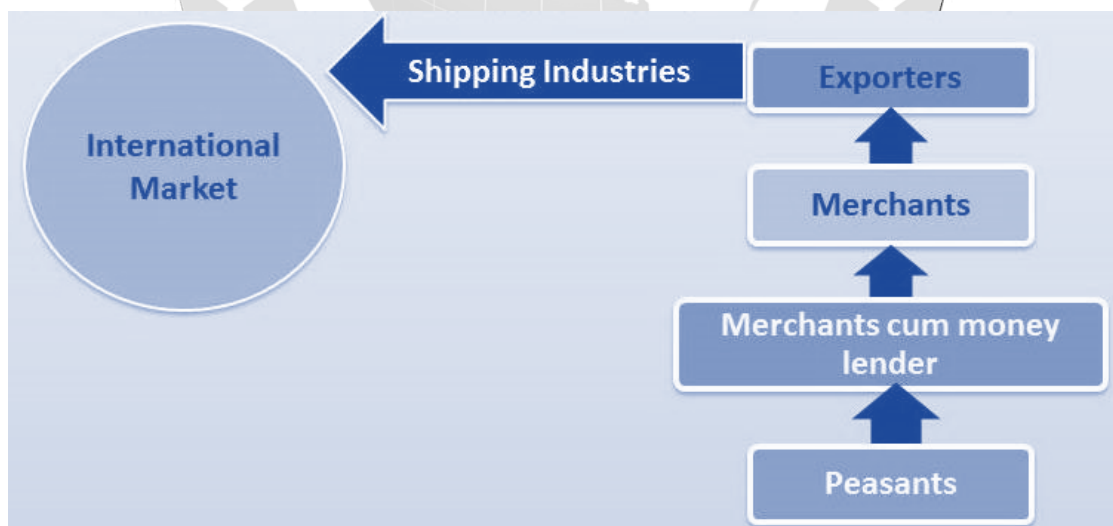 International
Market
Shipping Industries
Exporters
Merchants
Merchants cum money
lender
Peasants